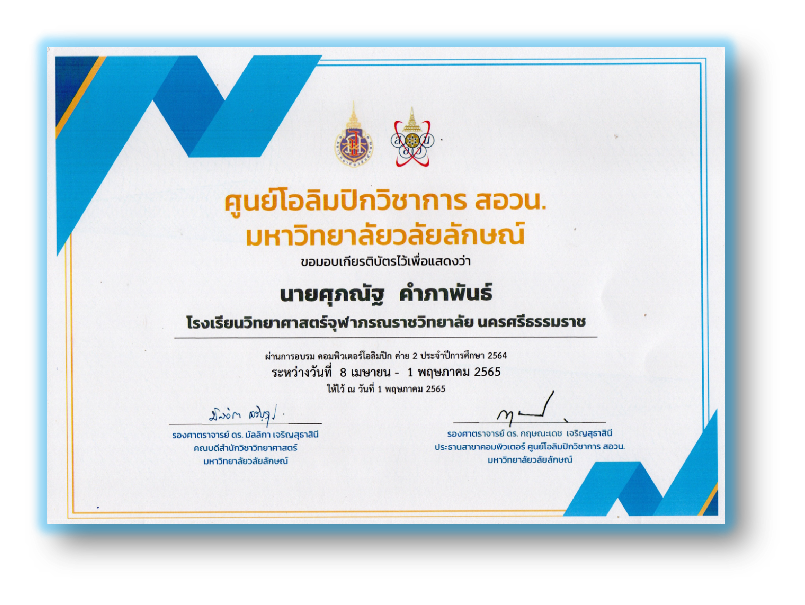 ศูนย์โอลิมปิกวิชาการ สอวน.
มหาวิทยาลัยวลัยลักษณ์
ขอมอบเกียรติบัตรไว้เพื่อแสดงว่า
นายศุภณัฐ คำภาพันธ์
โรงเรียนวิทยาศาสตร์จุฬาภรณราชวิทยาลัย นครศรีธรรมราช
ผ่านการอบรม คอมพิวเตอร์โอลิมปิก ค่าย 2 ประจำปีการศึกษา 2564
ระหว่างวันที่ 8 เมษายน - 1 พฤษภาคม 2565
ให้ไว้ ณ วันที่ 1 พฤษภาคม 2565
รองศาสตราจารย์ ดร. มัลลิกา เจริญสุธาสินี
คณบดีสำนักวิชาวิทยาศาสตร์
มหาวิทยาลัยวลัยลักษณ์
รองศาสตราจารย์ ดร. กฤษณะเดช เจริญสุธาสินี
ประธานสาขาคอมพิวเตอร์ ศูนย์โอลิมปิกวิชาการ สอวน.
มหาวิทยาลัยวลัยลักษณ์